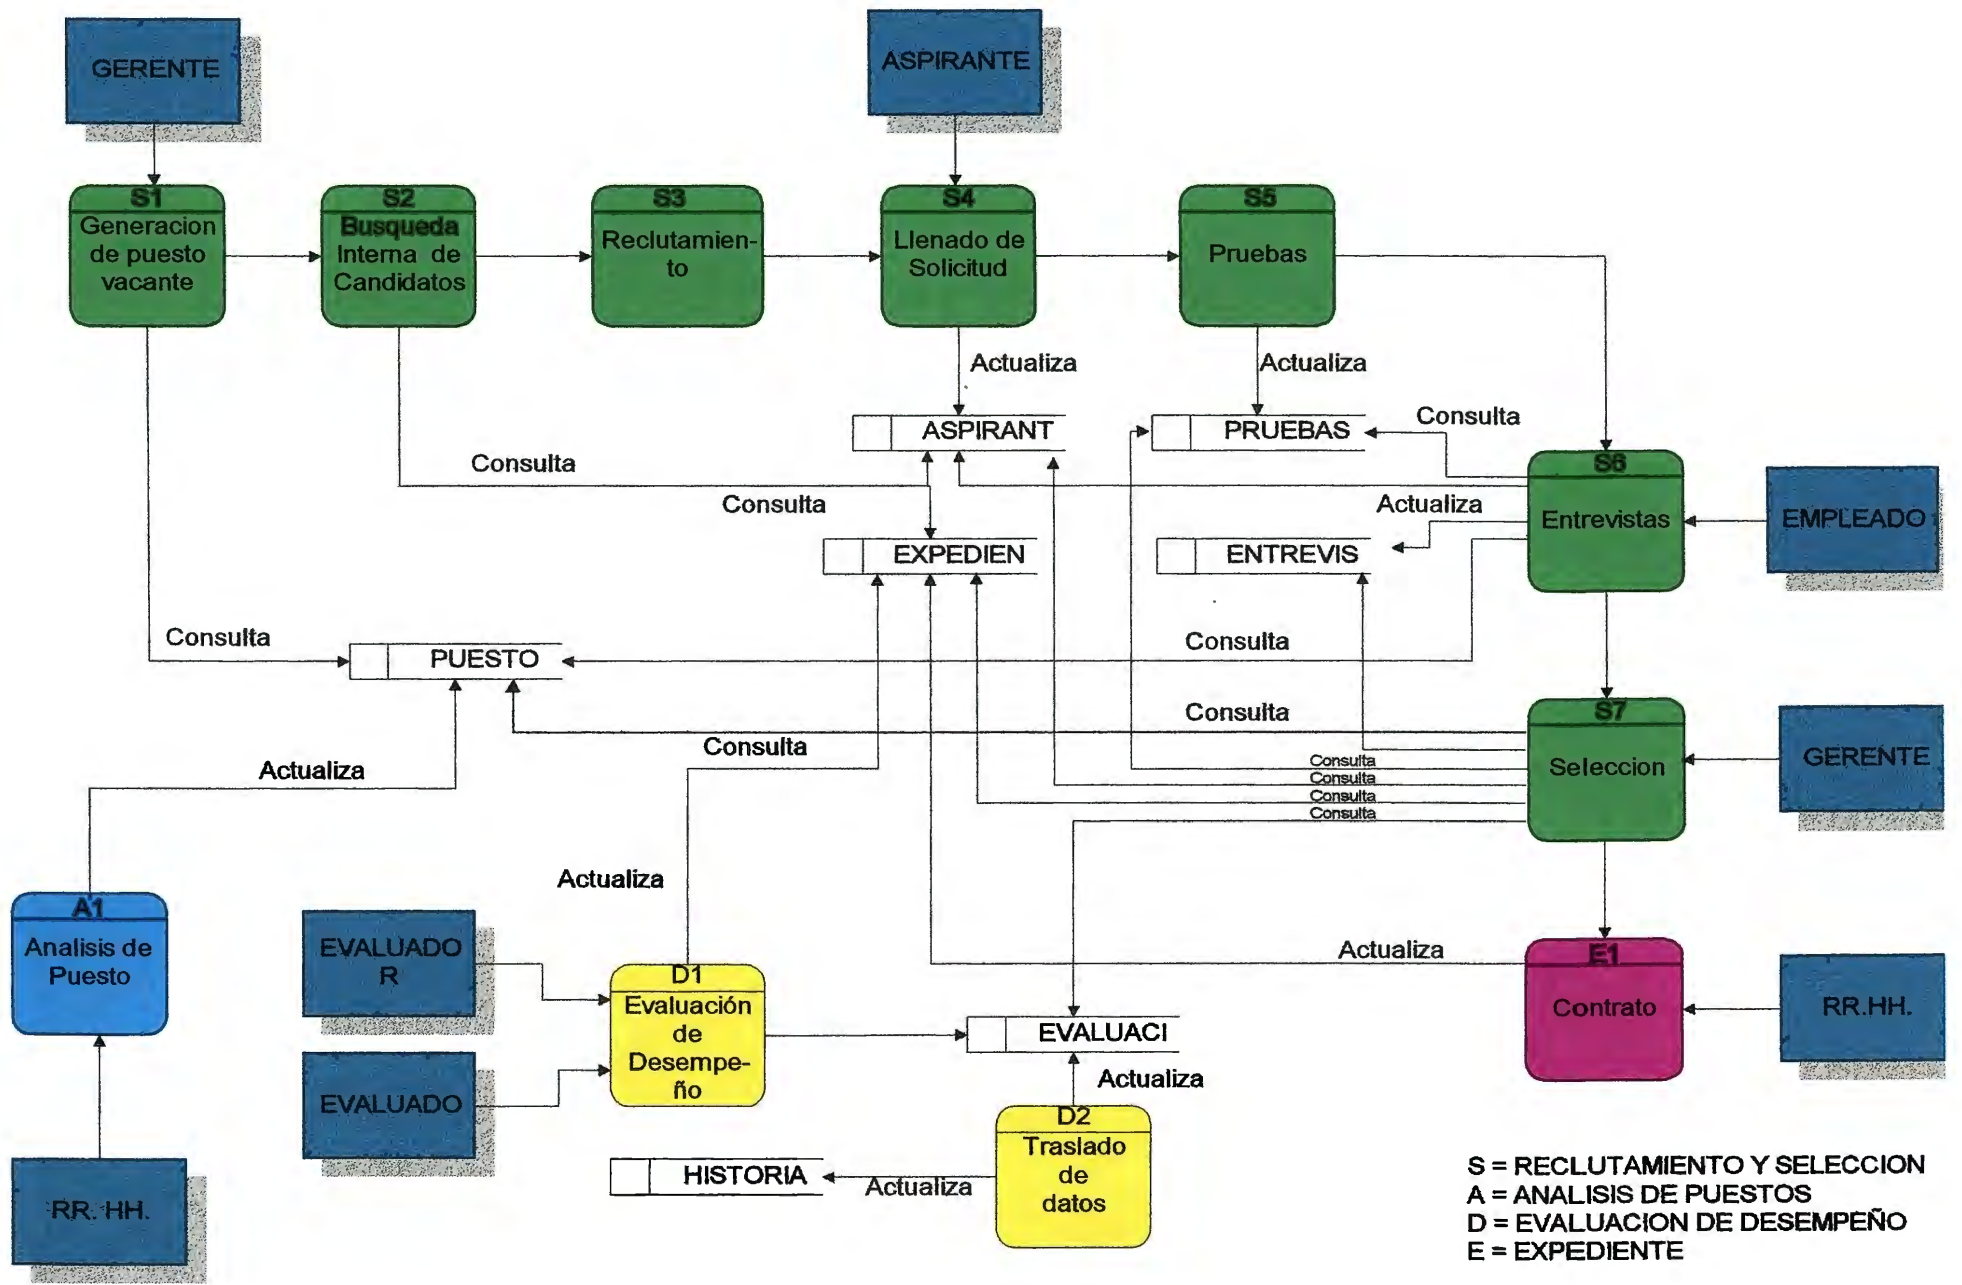 GERENTE
ASPIRANTE
S1
Generacion
de puesto
vacante
S2
Busqueda
Interna de
Candidatos
S3
Reclutamien-
to
S4
Llenado de
Solicitud
S5
Pruebas
Actualiza
Actualiza
ASPIRANT
PRUEBAS
Consulta
Consulta
Consulta
S6
Entrevistas
Actualiza
EMPLEADO
EXPEDIEN
ENTREVIS
Consulta
PUESTO
Consulta
Consulta
Consulta
Actualiza
S7
Seleccion
GERENTE
Consulta
Consulta
Consulta
Consulta
Actualiza
A1
Analisis de
Puesto
EVALUADO
R
D1
Evaluación
de
Desempe-
ño
Actualiza
E1
Contrato
RR.HH.
EVALUACI
EVALUADO
Actualiza
D2
Traslado
de
datos
HISTORIA
Actualiza
RR. HH.
S = RECLUTAMIENTO Y SELECCION
A = ANALISIS DE PUESTOS
D = EVALUACION DE DESEMPEÑO
E = EXPEDIENTE